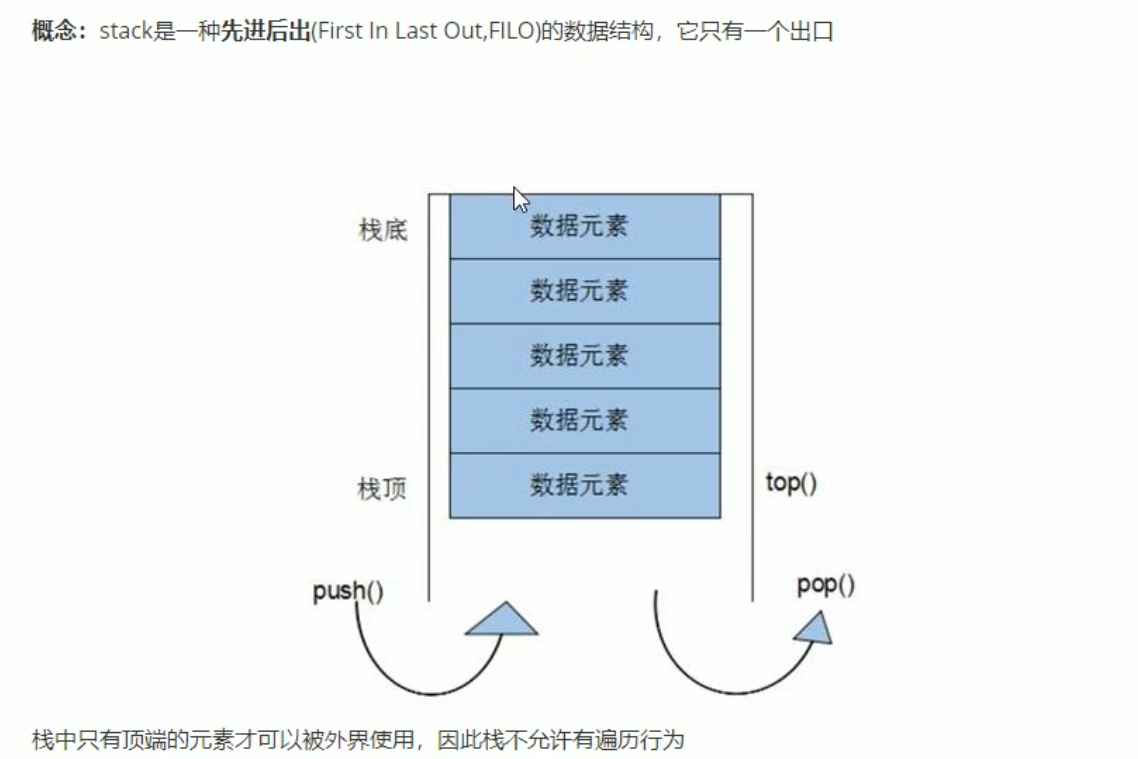 概念：stack是一种先进后出(First In Last Out,FILO)的数据结构，它只有一个出口
栈底
数据元素
数据元素
数据元素
数据元素
栈顶
数据元素
top()
push()
pop()
栈中只有顶端的元素才可以被外界使用，因此栈不允许有遍历行为